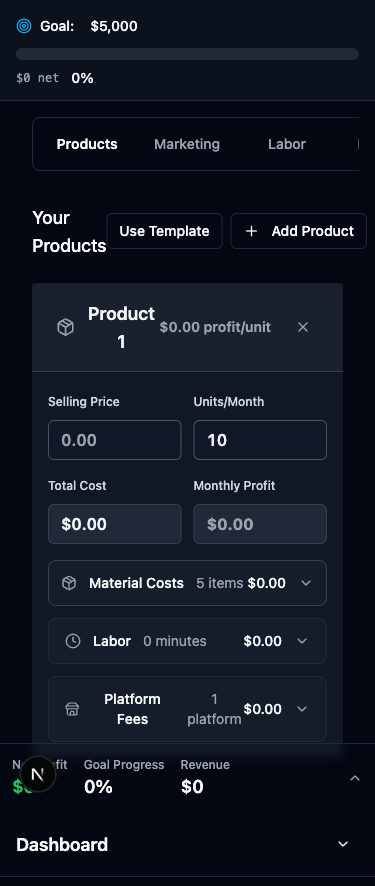 Goal: $5,000
$0 net 0%
Products Marketing Labor
Your
Products
Use Template
Add Product
Product
1
$0.00 profit/unit
Selling Price Units/Month
0.00 10
Total Cost Monthly Profit
$0.00 $0.00
Material Costs 5 items $0.00
Labor 0 minutes $0.00
Platform
Fees
1
platform
$0.00
Goal Progress Revenue
N
0% $0
Dashboard